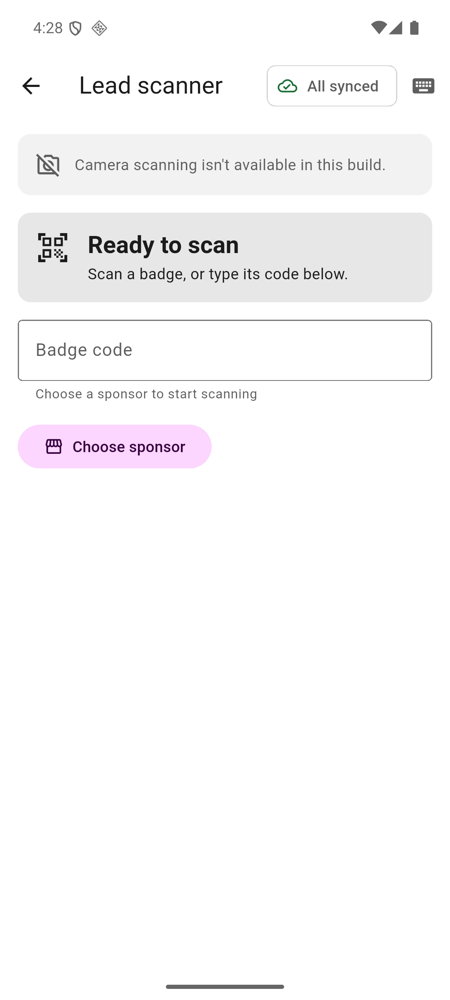 4:28
Lead scanner
All synced
Camera scanning isn't available in this build.
Ready to scan
Scan a badge, or type its code below.
Badge code
Choose a sponsor to start scanning
Choose sponsor